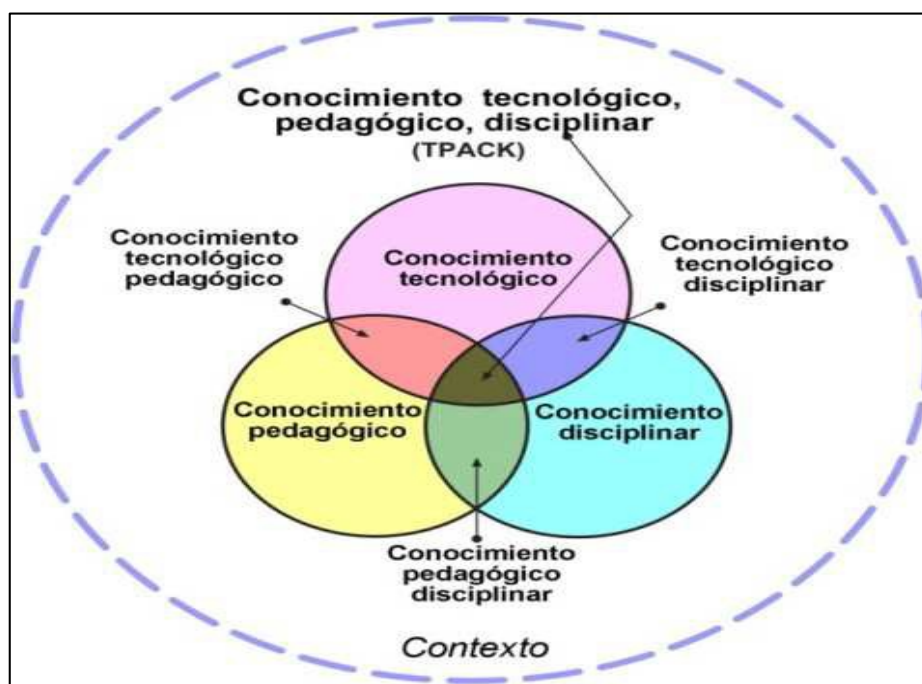 Conocimiento tecnológico,
pedagógico, disciplinar
(TPACK)
Conocimiento
tecnológico
pedagógico
Conocimiento
tecnológico
Conocimiento
tecnológico
disciplinar
Conocimiento
pedagógico
Conocimiento
disciplinar
Conocimiento
pedagógico
disciplinar
Contexto